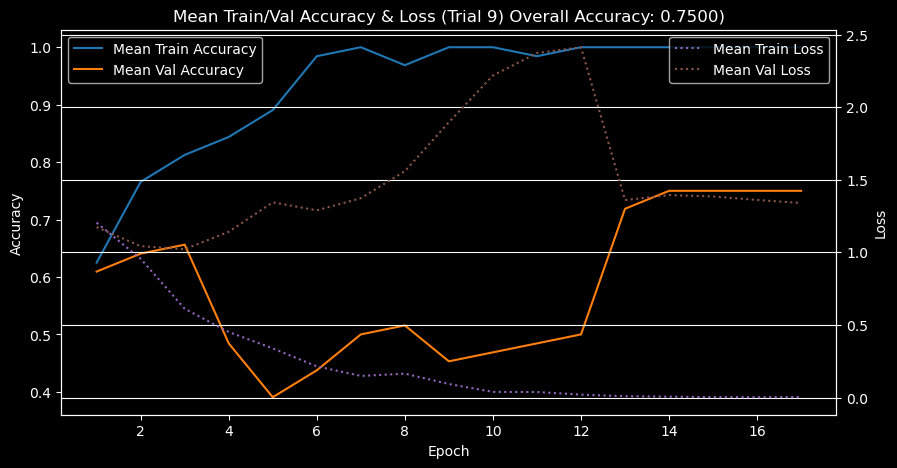 Mean Train/Val Accuracy & Loss (Trial 9) Overall Accuracy: 0.7500)
Mean Train Accuracy
Mean Val Accuracy
Mean Train Loss
Mean Val Loss
Accuracy
1.0
0.9
0.8
0.7
0.6
0.5
0.4
2.5
2.0
1.5
1.0
0.5
0.0
Loss
2 4 6 8 10 12 14 16
Epoch